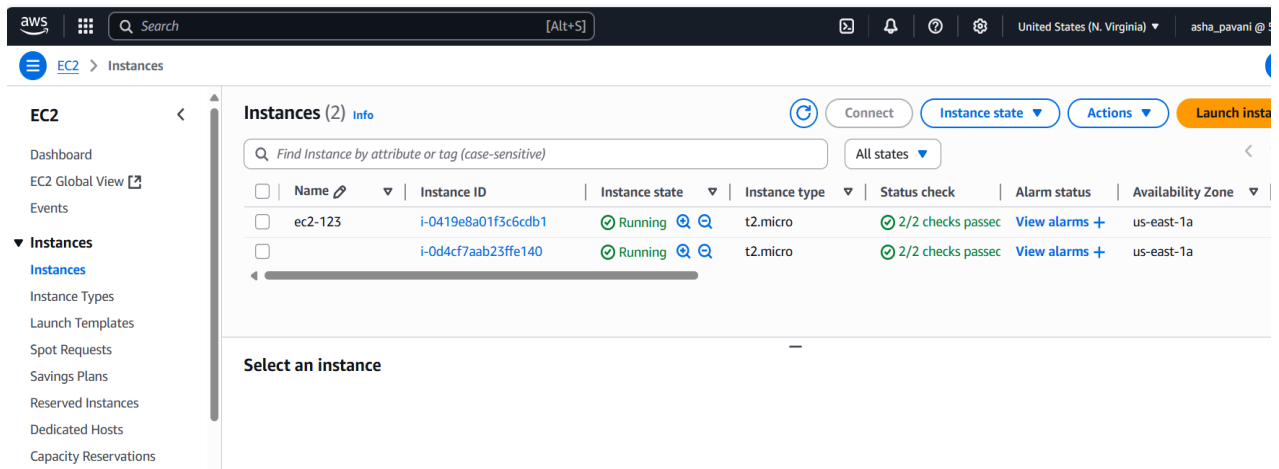 aws Search [Alt+S] United States (N. Virginia) asha_pavani @
EC2 > Instances
EC2
Dashboard
EC2 Global View
Events
Instances
Instances
Instance Types
Launch Templates
Spot Requests
Savings Plans
Reserved Instances
Dedicated Hosts
Capacity Reservations
Instances (2) Info Connect Instance state Actions Launch insta
Find Instance by attribute or tag (case-sensitive) All states
Name Instance ID Instance state Instance type Status check Alarm status Availability Zone
ec2-123 i-0419e8a01f3c6cdb1 Running t2.micro 2/2 checks passec View alarms + us-east-1a
i-0d4cf7aab23ffe140 Running t2.micro 2/2 checks passec View alarms + us-east-1a
Select an instance